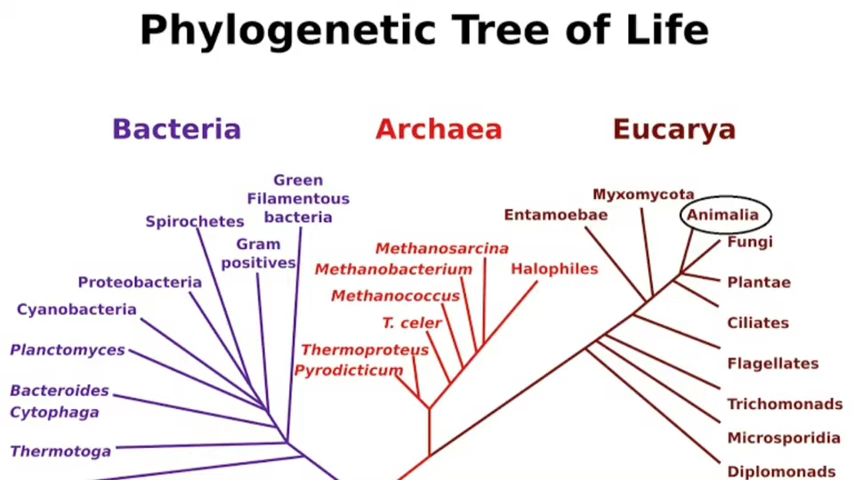 Phylogenetic Tree of Life
Bacteria
Archaea
Eucarya
Green
Filamentous
bacteria
Spirochetes
Gram
positives
Proteobacteria
Cyanobacteria
Planctomyces
Bacteroides
Cytophaga
Thermotoga
Methanosarcina
Methanobacterium
Halophiles
Methanococcus
T. celer
Thermoproteus
Pyrodicticum
Myxomycota
Entamoebae
Animalia
Fungi
Plantae
Ciliates
Flagellates
Trichomonads
Microsporidia
Diplomonads